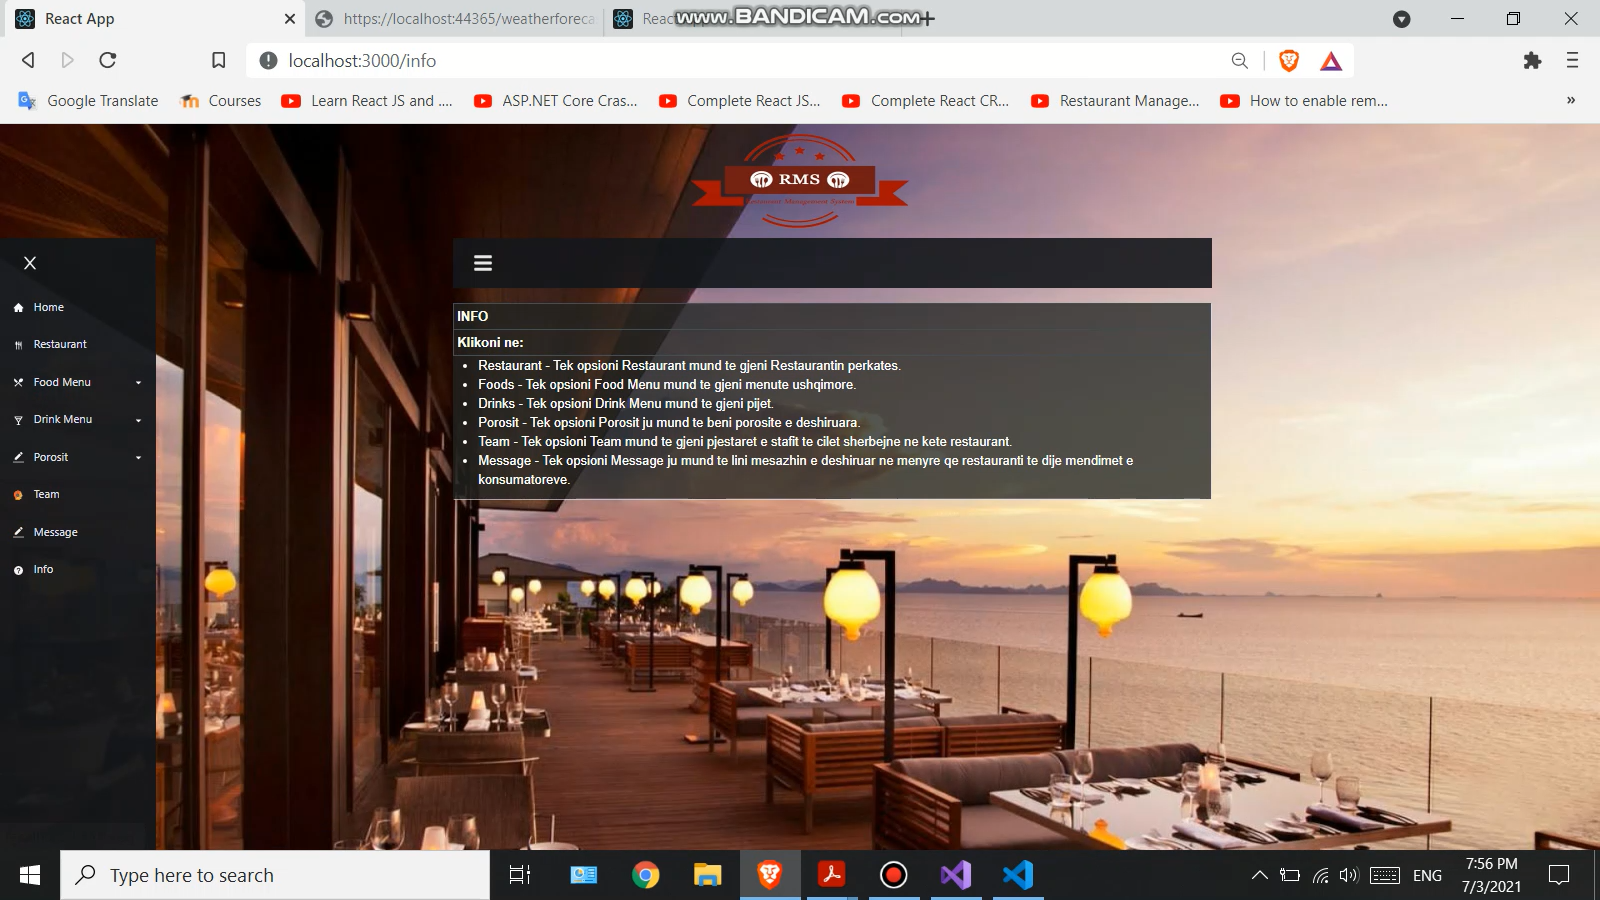 React App
https://localhost:44365/weatherforeca
Reac
www.BANDICAM.com
localhost:3000/info
Google Translate
Courses
Learn React JS and ....
ASP.NET Core Cras...
Complete React JS...
Complete React CR...
Restaurant Manage...
How to enable rem...
»
RMS
Restaurant Management System
X
Home
Restaurant
Food Menu
Drink Menu
Porosit
Team
Message
Info
INFO
Klikoni ne:
• Restaurant - Tek opsioni Restaurant mund te gjeni Restaurantin perkates.
• Foods - Tek opsioni Food Menu mund te gjeni menute ushqimore.
• Drinks - Tek opsioni Drink Menu mund te gjeni pijet.
• Porosit - Tek opsioni Porosit ju mund te beni porosite e deshiruara.
• Team - Tek opsioni Team mund te gjeni pjestaret e stafit te cilet sherbejne ne kete restaurant.
• Message - Tek opsioni Message ju mund te lini mesazhin e deshiruar ne menyre qe restauranti te dije mendimet e
konsumatoreve.
Type here to search
ENG
7:56 PM
7/3/2021